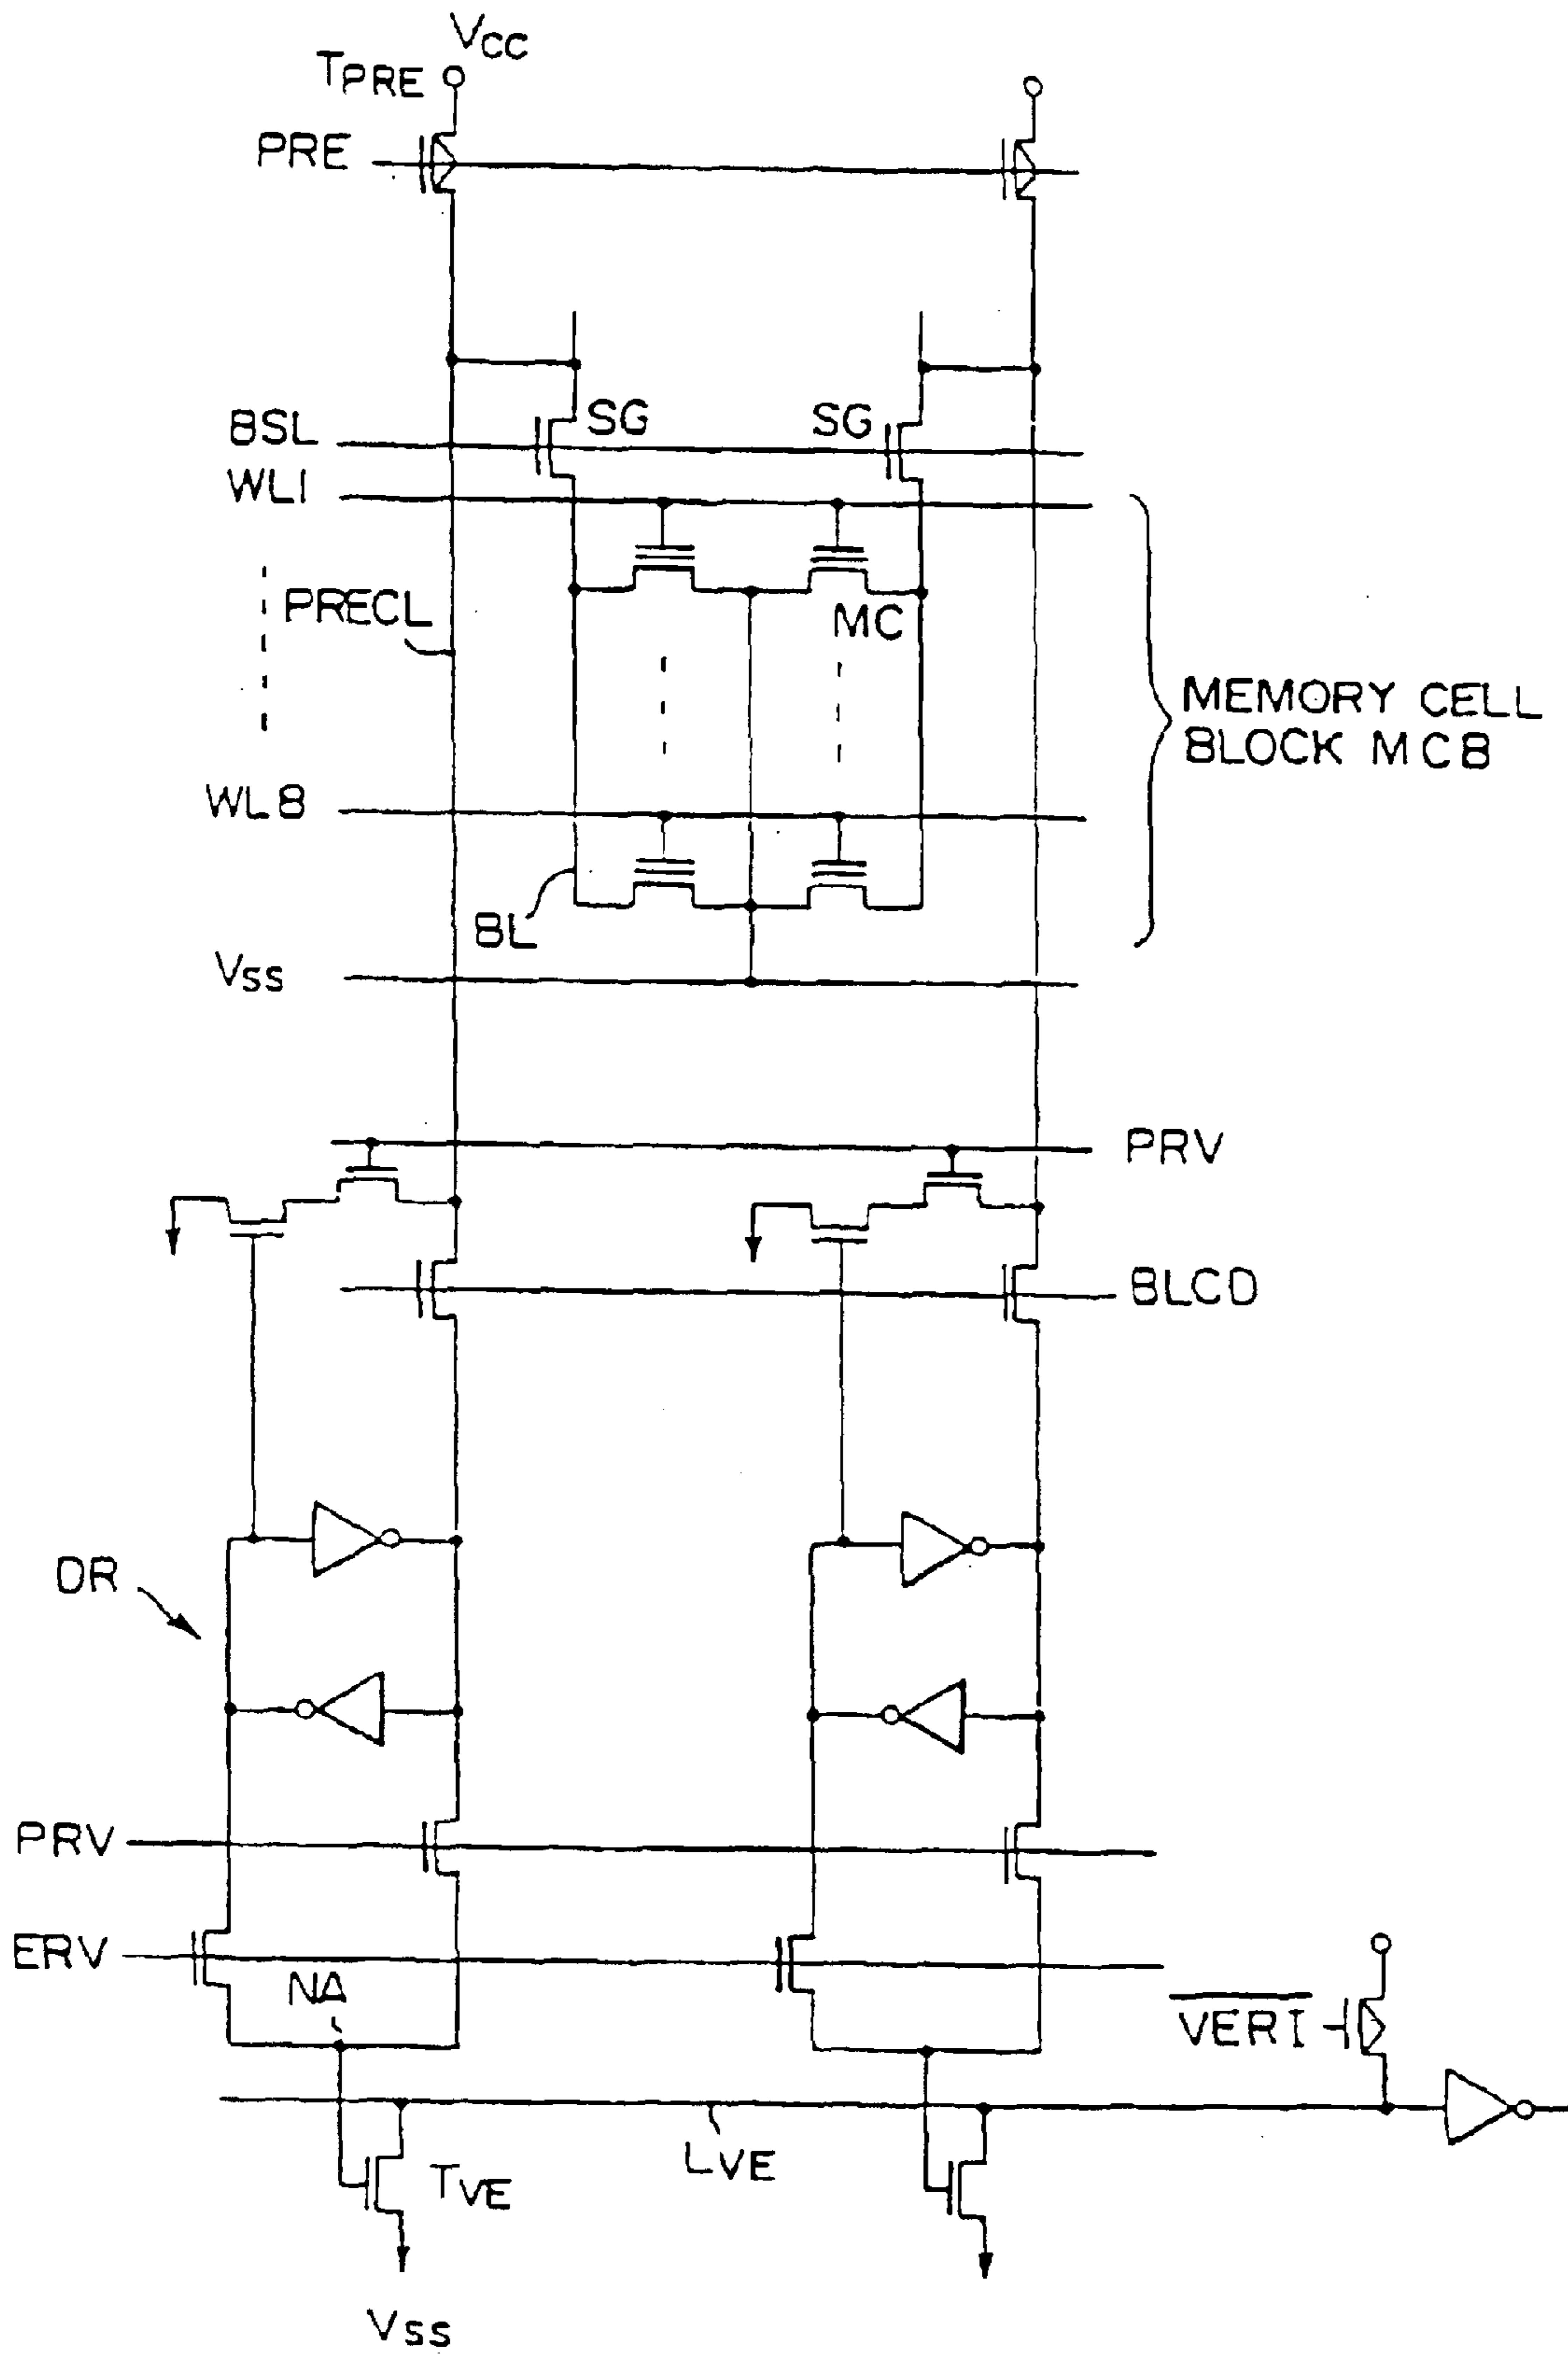 VCC
TPRE
PRE
BSL
SG
SG
WL1
PRECL
MC
MEMORY CELL
BLOCK MCB
WL8
BL
VSS
PRV
BLCD
DR
PRV
ERV
NA
VERI
LVE
TVE
VSS